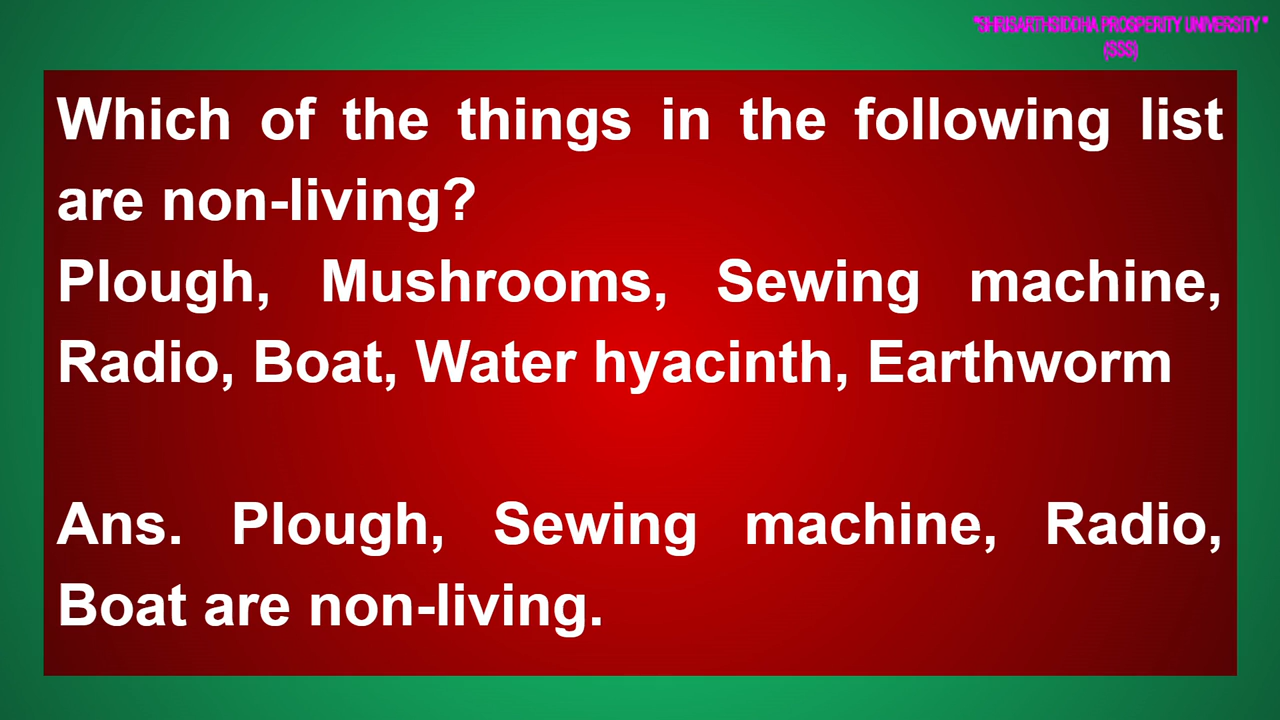 "SHRISARTHSIDDHA PROSPERITY UNIVERSITY"
(SSS)
Which of the things in the following list
are non-living?
Plough, Mushrooms, Sewing machine,
Radio, Boat, Water hyacinth, Earthworm
Ans. Plough, Sewing machine, Radio,
Boat are non-living.